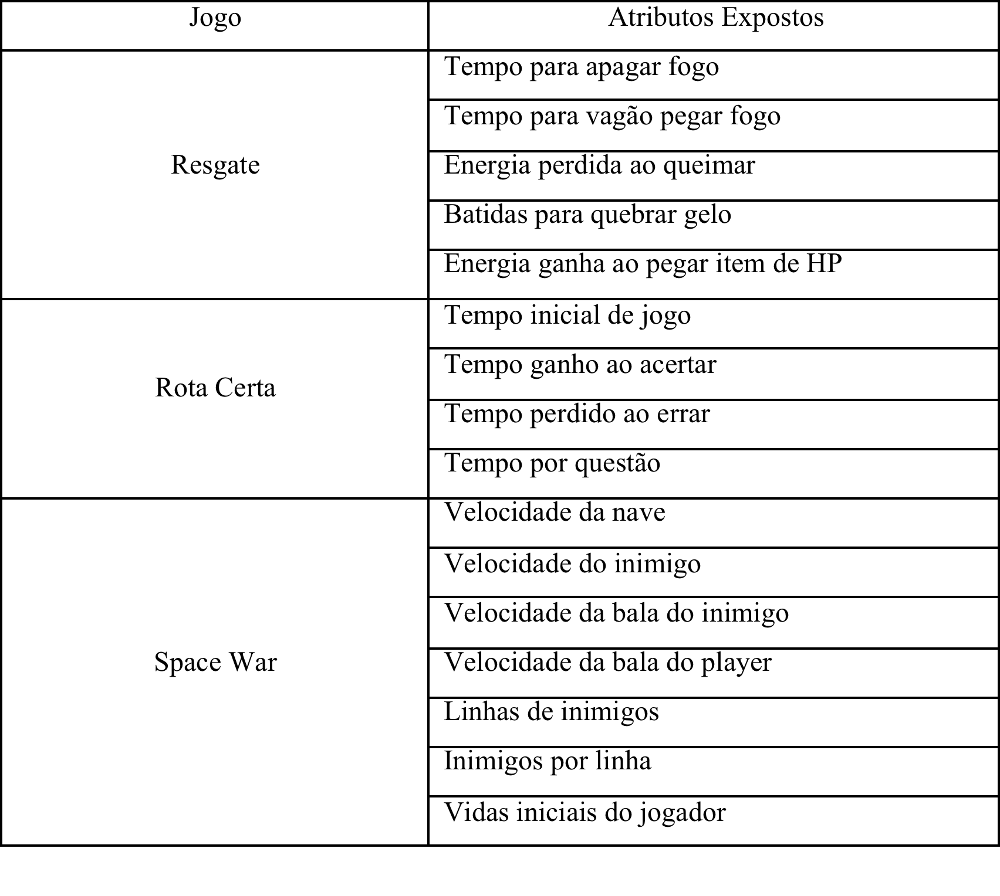 Jogo
Atributos Expostos
Resgate
Tempo para apagar fogo
Tempo para vagão pegar fogo
Energia perdida ao queimar
Batidas para quebrar gelo
Energia ganha ao pegar item de HP
Rota Certa
Tempo inicial de jogo
Tempo ganho ao acertar
Tempo perdido ao errar
Tempo por questão
Space War
Velocidade da nave
Velocidade do inimigo
Velocidade da bala do inimigo
Velocidade da bala do player
Linhas de inimigos
Inimigos por linha
Vidas iniciais do jogador